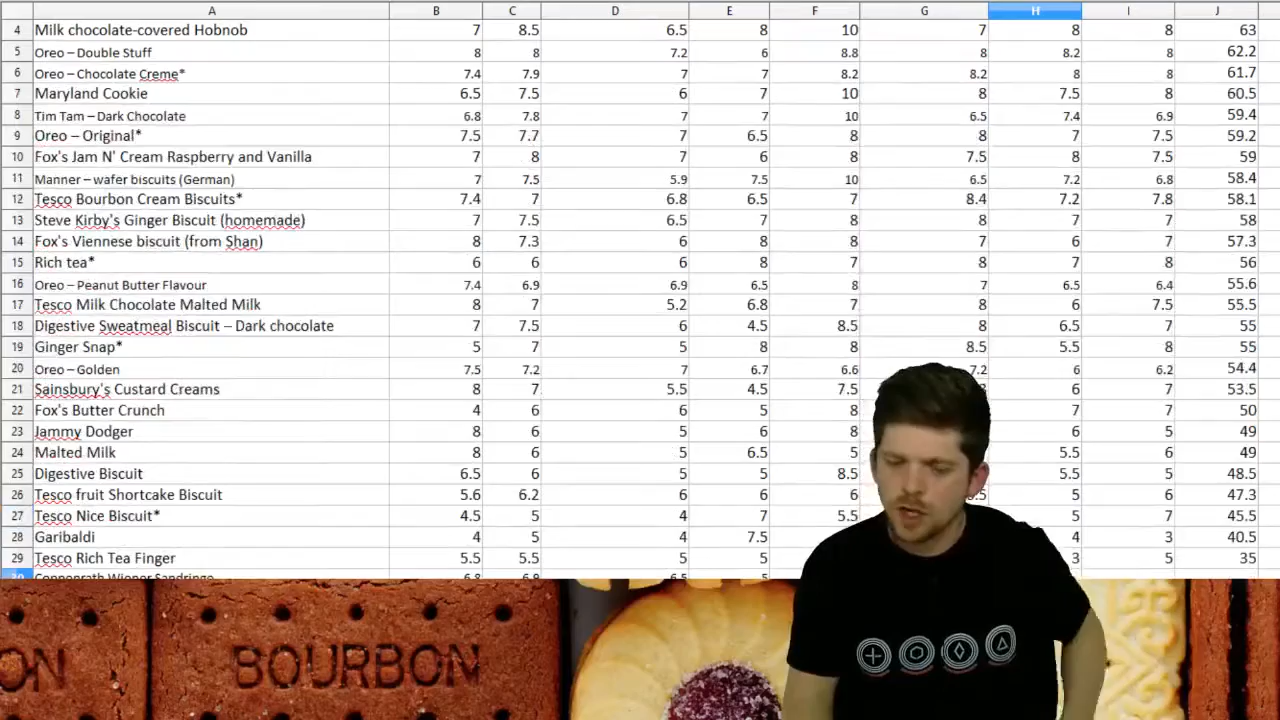 A B C D E F G H I J
4 Milk chocolate-covered Hobnob 7 8.5 6.5 8 10 7 8 8 63
5 Oreo – Double Stuff 8 8 7.2 6 8.8 8 8.2 8 62.2
6 Oreo – Chocolate Creme* 7.4 7.9 7 7 8.2 8.2 8 8 61.7
7 Maryland Cookie 6.5 7.5 6 7 10 8 7.5 8 60.5
8 Tim Tam – Dark Chocolate 6.8 7.8 7 7 10 6.5 7.4 6.9 59.4
9 Oreo – Original* 7.5 7.7 7 6.5 8 8 7 7.5 59.2
10 Fox's Jam N' Cream Raspberry and Vanilla 7 8 7 6 8 7.5 8 7.5 59
11 Manner – wafer biscuits (German) 7 7.5 5.9 7.5 10 6.5 7.2 6.8 58.4
12 Tesco Bourbon Cream Biscuits* 7.4 7 6.8 6.5 7 8.4 7.2 7.8 58.1
13 Steve Kirby's Ginger Biscuit (homemade) 7 7.5 6.5 7 8 8 7 7 58
14 Fox's Viennese biscuit (from Shan) 8 7.3 6 8 8 7 6 7 57.3
15 Rich tea* 6 6 6 8 7 8 7 8 56
16 Oreo – Peanut Butter Flavour 7.4 6.9 6.9 6.5 8 7 6.5 6.4 55.6
17 Tesco Milk Chocolate Malted Milk 8 7 5.2 6.8 7 8 6 7.5 55.5
18 Digestive Sweatmeal Biscuit – Dark chocolate 7 7.5 6 4.5 8.5 8 6.5 7 55
19 Ginger Snap* 5 7 5 8 8 8.5 5.5 8 55
20 Oreo – Golden 7.5 7.2 7 6.7 6.6 7.2 6 6.2 54.4
21 Sainsbury's Custard Creams 8 7 5.5 4.5 7.5 6 7 53.5
22 Fox's Butter Crunch 4 6 6 5 8 7 7 50
23 Jammy Dodger 8 6 5 6 8 6 5 49
24 Malted Milk 8 6 5 6.5 5 5.5 6 49
25 Digestive Biscuit 6.5 6 5 5 8.5 5.5 5 48.5
26 Tesco fruit Shortcake Biscuit 5.6 6.2 6 6 6 5 6 47.3
27 Tesco Nice Biscuit* 4.5 5 4 7 5.5 5 7 45.5
28 Garibaldi 4 5 4 7.5 4 3 40.5
29 Tesco Rich Tea Finger 5.5 5.5 5 5 3 5 35
BOURBON